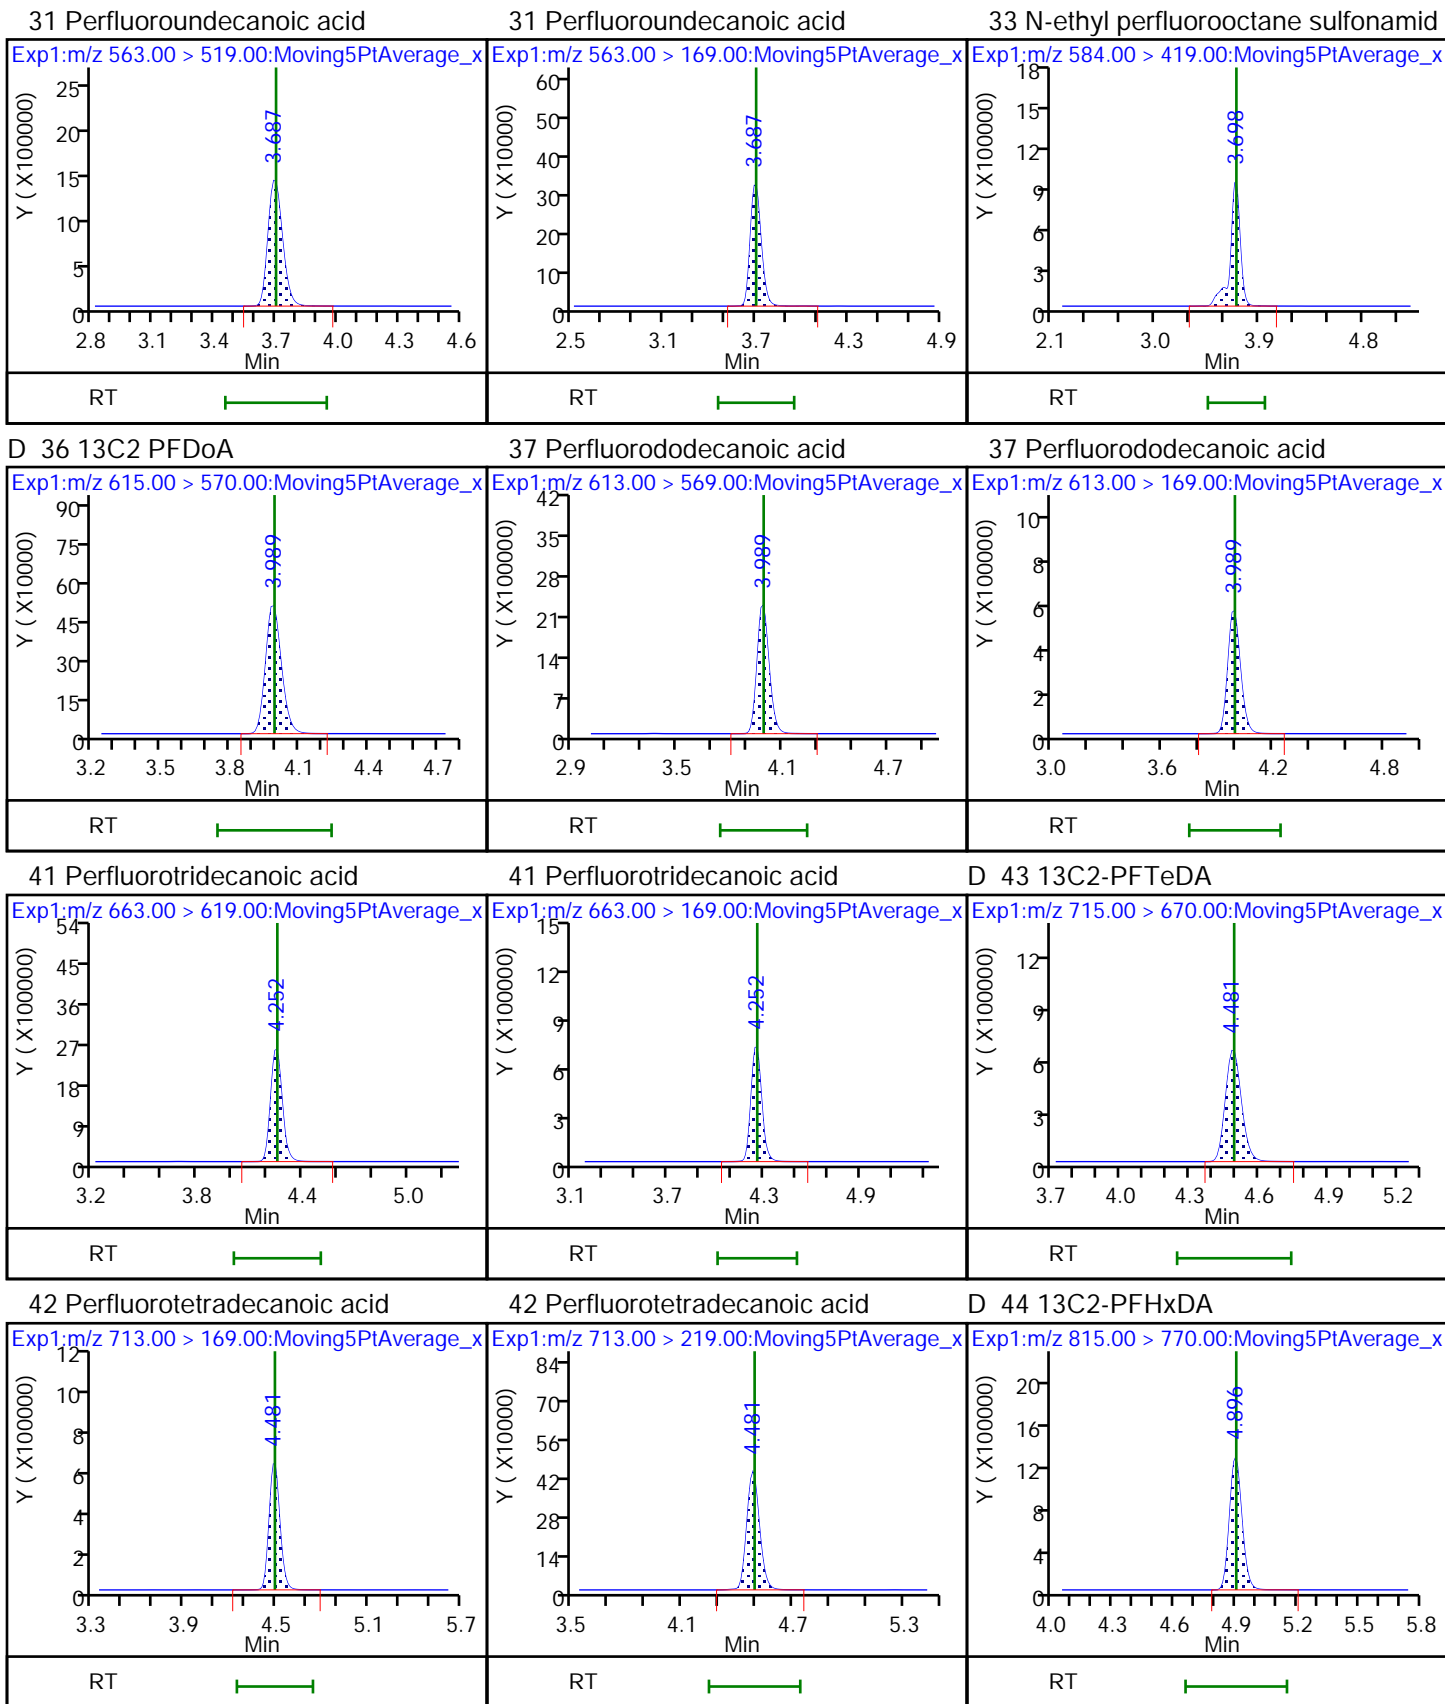 31 Perfluoroundecanoic acid
Exp1:m/z 563.00 > 519.00:Moving5PtAverage_x
Y ( X100000)
25
20
15
10
5
0
3.687
2.8 3.1 3.4 3.7 4.0 4.3 4.6
Min
RT
31 Perfluoroundecanoic acid
Exp1:m/z 563.00 > 169.00:Moving5PtAverage_x
Y ( X10000)
60
50
40
30
20
10
0
3.687
2.5 3.1 3.7 4.3 4.9
Min
RT
33 N-ethyl perfluorooctane sulfonamid
Exp1:m/z 584.00 > 419.00:Moving5PtAverage_x
Y ( X100000)
18
15
12
9
6
3
0
3.698
2.1 3.0 3.9 4.8
Min
RT
D 36 13C2 PFDoA
Exp1:m/z 615.00 > 570.00:Moving5PtAverage_x
Y ( X10000)
90
75
60
45
30
15
0
3.989
3.2 3.5 3.8 4.1 4.4 4.7
Min
RT
37 Perfluorododecanoic acid
Exp1:m/z 613.00 > 569.00:Moving5PtAverage_x
Y ( X100000)
42
35
28
21
14
7
0
3.989
2.9 3.5 4.1 4.7
Min
RT
37 Perfluorododecanoic acid
Exp1:m/z 613.00 > 169.00:Moving5PtAverage_x
Y ( X100000)
10
8
6
4
2
0
3.989
3.0 3.6 4.2 4.8
Min
RT
41 Perfluorotridecanoic acid
Exp1:m/z 663.00 > 619.00:Moving5PtAverage_x
Y ( X100000)
54
45
36
27
18
9
0
4.252
3.2 3.8 4.4 5.0
Min
RT
41 Perfluorotridecanoic acid
Exp1:m/z 663.00 > 169.00:Moving5PtAverage_x
Y ( X100000)
15
12
9
6
3
0
4.252
3.1 3.7 4.3 4.9
Min
RT
D 43 13C2-PFTeDA
Exp1:m/z 715.00 > 670.00:Moving5PtAverage_x
Y ( X100000)
12
9
6
3
0
4.481
3.7 4.0 4.3 4.6 4.9 5.2
Min
RT
42 Perfluorotetradecanoic acid
Exp1:m/z 713.00 > 169.00:Moving5PtAverage_x
Y ( X100000)
12
10
8
6
4
2
0
4.481
3.3 3.9 4.5 5.1 5.7
Min
RT
42 Perfluorotetradecanoic acid
Exp1:m/z 713.00 > 219.00:Moving5PtAverage_x
Y ( X10000)
84
70
56
42
28
14
0
4.481
3.5 4.1 4.7 5.3
Min
RT
D 44 13C2-PFHxDA
Exp1:m/z 815.00 > 770.00:Moving5PtAverage_x
Y ( X100000)
20
16
12
8
4
0
4.896
4.0 4.3 4.6 4.9 5.2 5.5 5.8
Min
RT